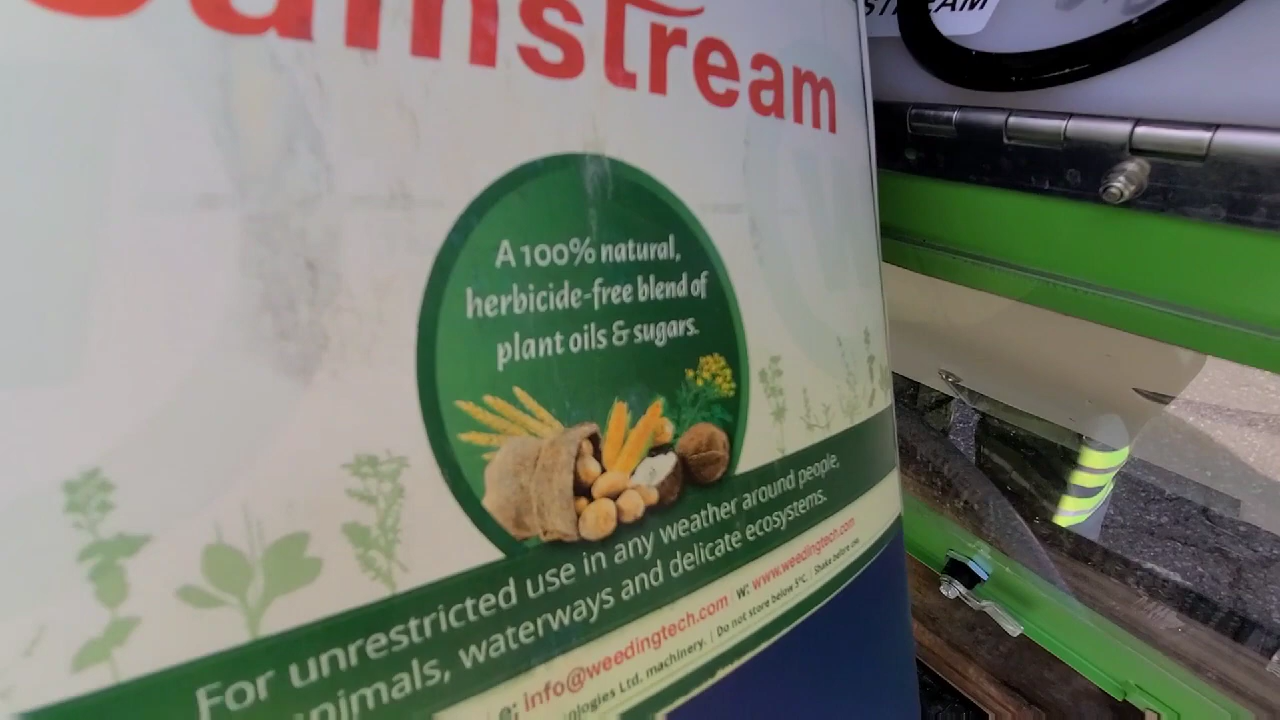 STREAM
A 100% natural,
herbicide-free blend of
plant oils & sugars.
For unrestricted use in any weather around people,
animals, waterways and delicate ecosystems.
e: info@weedingtech.com w: www.weedingtech.com
Ltd. machinery. | Do not store below 5°C. | Shake before use